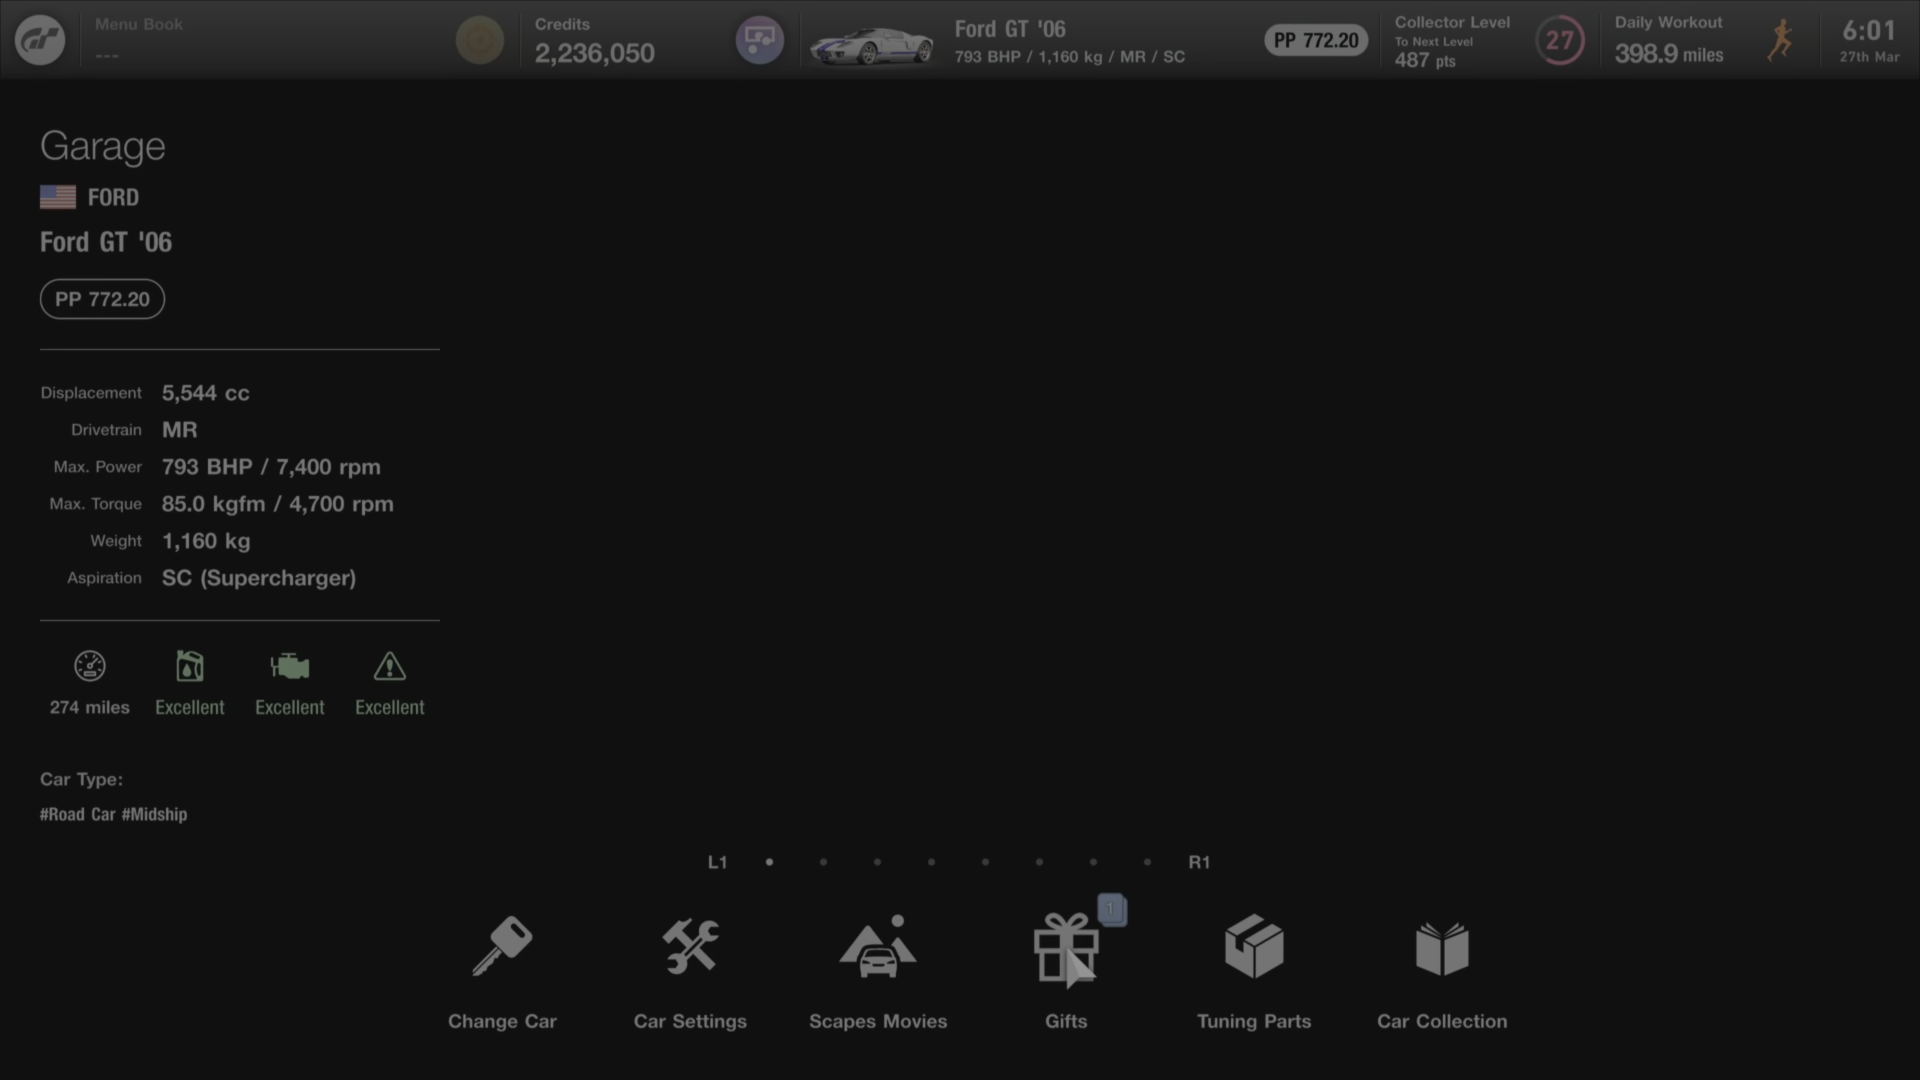 Menu Book
---
Credits
2,236,050
Ford GT '06
793 BHP / 1,160 kg / MR / SC
PP 772.20
Collector Level
To Next Level
487 pts
27
Daily Workout
398.9 miles
6:01
27th Mar
Garage
FORD
Ford GT '06
PP 772.20
Displacement 5,544 cc
Drivetrain MR
Max. Power 793 BHP / 7,400 rpm
Max. Torque 85.0 kgfm / 4,700 rpm
Weight 1,160 kg
Aspiration SC (Supercharger)
274 miles Excellent Excellent Excellent
Car Type:
#Road Car #Midship
L1 R1
1
Change Car Car Settings Scapes Movies Gifts Tuning Parts Car Collection